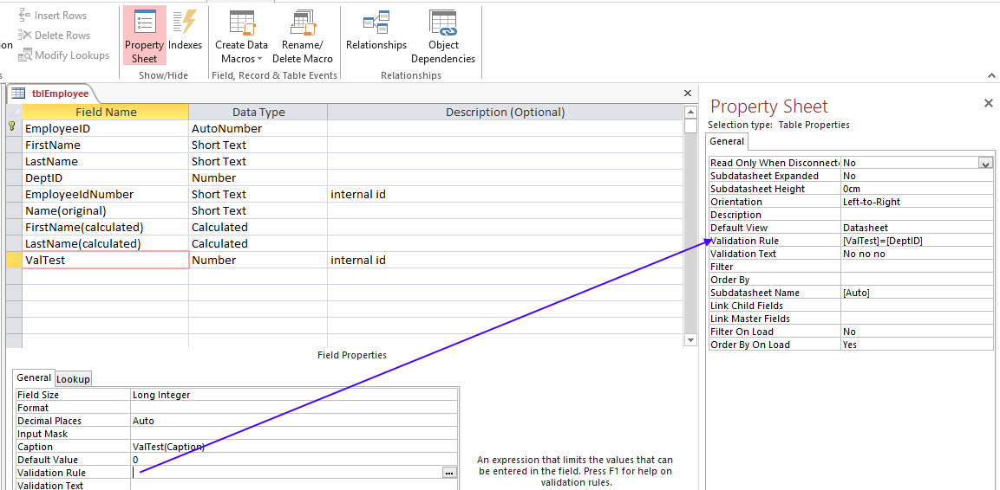 Insert Rows
Delete Rows
Modify Lookups
Property Sheet
Indexes
Show/Hide
Create Data Macros
Rename/ Delete Macro
Field, Record & Table Events
Relationships
Object Dependencies
Relationships
tblEmployee
Field Name Data Type Description (Optional)
EmployeeID AutoNumber
FirstName Short Text
LastName Short Text
DeptID Number
EmployeeIdNumber Short Text internal id
Name(original) Short Text
FirstName(calculated) Calculated
LastName(calculated) Calculated
ValTest Number internal id
Field Properties
General Lookup
Field Size Long Integer
Format
Decimal Places Auto
Input Mask
Caption ValTest(Caption)
Default Value 0
Validation Rule ...
Validation Text
An expression that limits the values that can
be entered in the field. Press F1 for help on
validation rules.
Property Sheet
Selection type: Table Properties
General
Read Only When Disconnecte No
Subdatasheet Expanded No
Subdatasheet Height 0cm
Orientation Left-to-Right
Description
Default View Datasheet
Validation Rule [ValTest]=[DeptID]
Validation Text No no no
Filter
Order By
Subdatasheet Name [Auto]
Link Child Fields
Link Master Fields
Filter On Load No
Order By On Load Yes